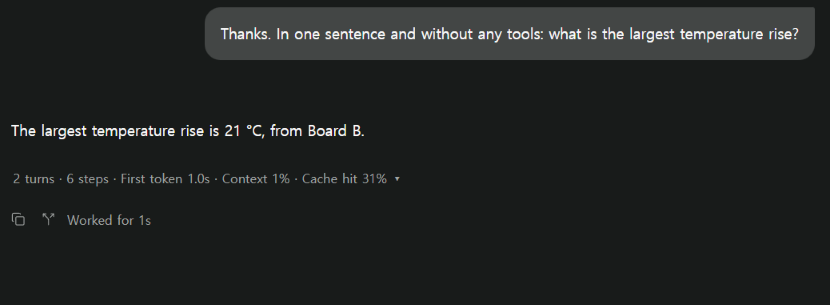 Thanks. In one sentence and without any tools: what is the largest temperature rise?
The largest temperature rise is 21 °C, from Board B.
2 turns · 6 steps · First token 1.0s · Context 1% · Cache hit 31%
Worked for 1s